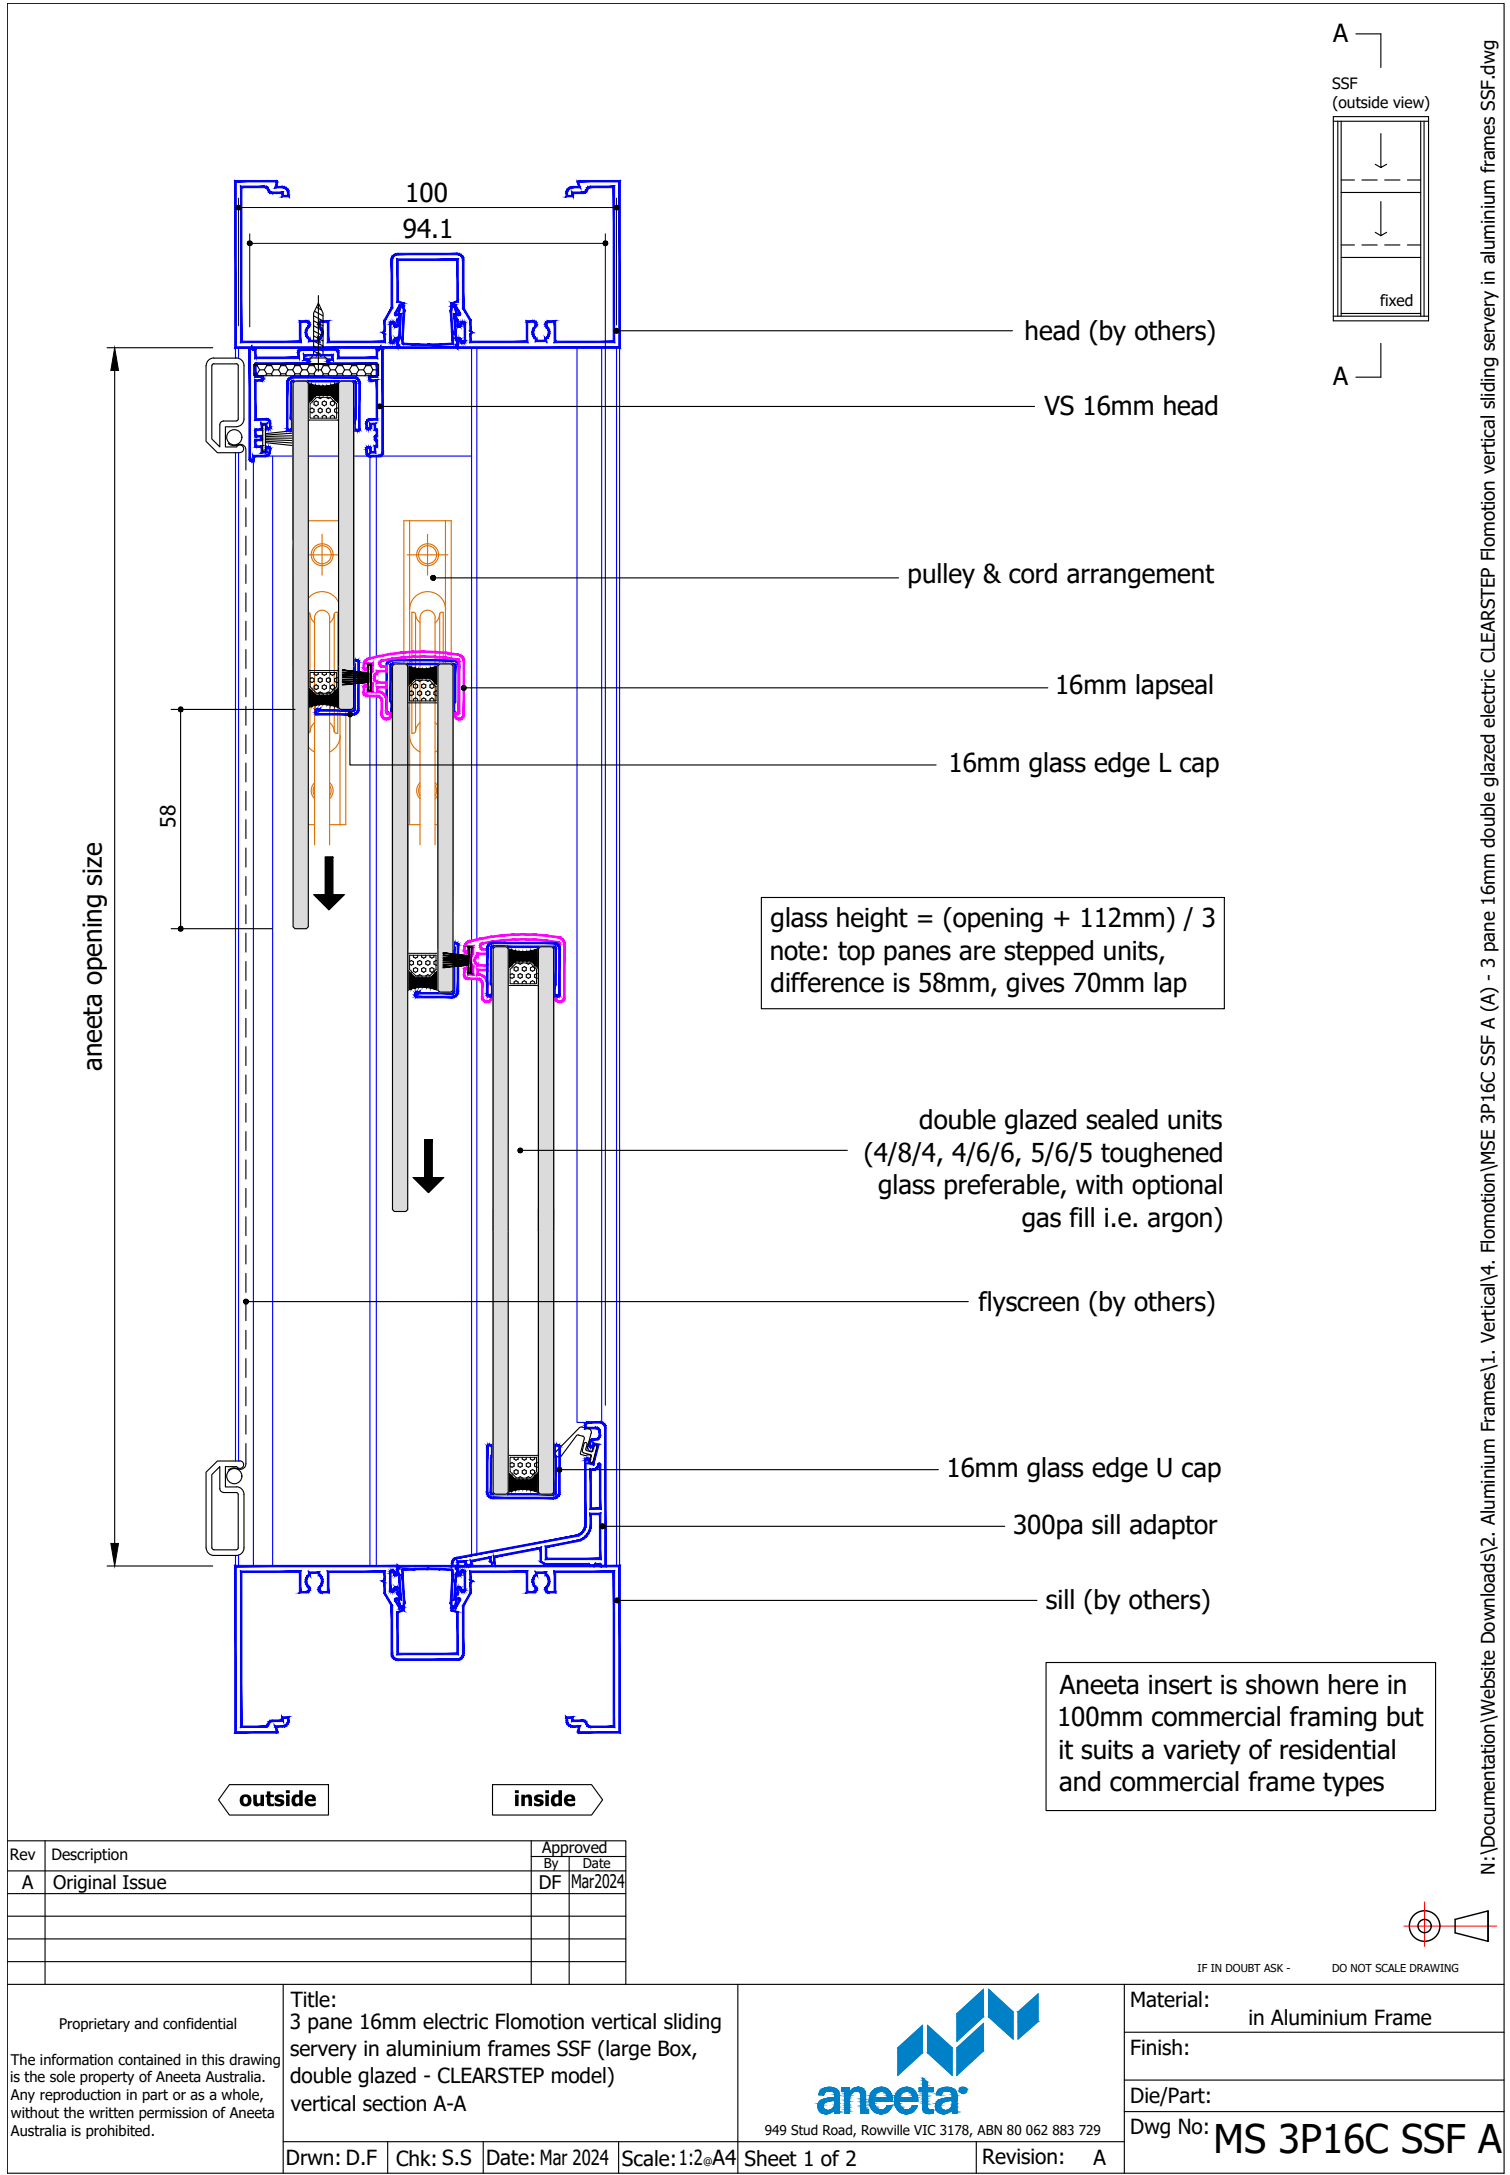 A
SSF
(outside view)
fixed
A
100
94.1
head (by others)
VS 16mm head
pulley & cord arrangement
16mm lapseal
16mm glass edge L cap
58
aneeta opening size
glass height = (opening + 112mm) / 3
note: top panes are stepped units,
difference is 58mm, gives 70mm lap
double glazed sealed units
(4/8/4, 4/6/6, 5/6/5 toughened
glass preferable, with optional
gas fill i.e. argon)
flyscreen (by others)
16mm glass edge U cap
300pa sill adaptor
sill (by others)
Aneeta insert is shown here in
100mm commercial framing but
it suits a variety of residential
and commercial frame types
outside
inside
N:\Documentation\Website Downloads\2. Aluminium Frames\1. Vertical\4. Flomotion\MSE 3P16C SSF A (A) - 3 pane 16mm double glazed electric CLEARSTEP Flomotion vertical sliding servery in aluminium frames SSF.dwg
Rev Description Approved
By Date
A Original Issue DF Mar2024
IF IN DOUBT ASK - DO NOT SCALE DRAWING
Proprietary and confidential
The information contained in this drawing
is the sole property of Aneeta Australia.
Any reproduction in part or as a whole,
without the written permission of Aneeta
Australia is prohibited.
Title:
3 pane 16mm electric Flomotion vertical sliding
servery in aluminium frames SSF (large Box,
double glazed - CLEARSTEP model)
vertical section A-A
Drwn: D.F Chk: S.S Date: Mar 2024 Scale: 1:2@A4
aneeta
949 Stud Road, Rowville VIC 3178, ABN 80 062 883 729
Sheet 1 of 2 Revision: A
Material:
in Aluminium Frame
Finish:
Die/Part:
Dwg No: MS 3P16C SSF A